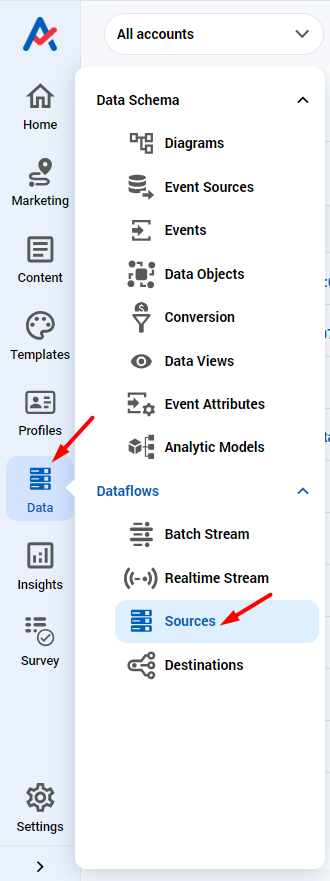 All accounts
Home
Marketing
Content
Templates
Profiles
Data
Insights
Survey
Settings
Data Schema
Diagrams
Event Sources
Events
Data Objects
Conversion
Data Views
Event Attributes
Analytic Models
Dataflows
Batch Stream
Realtime Stream
Sources
Destinations